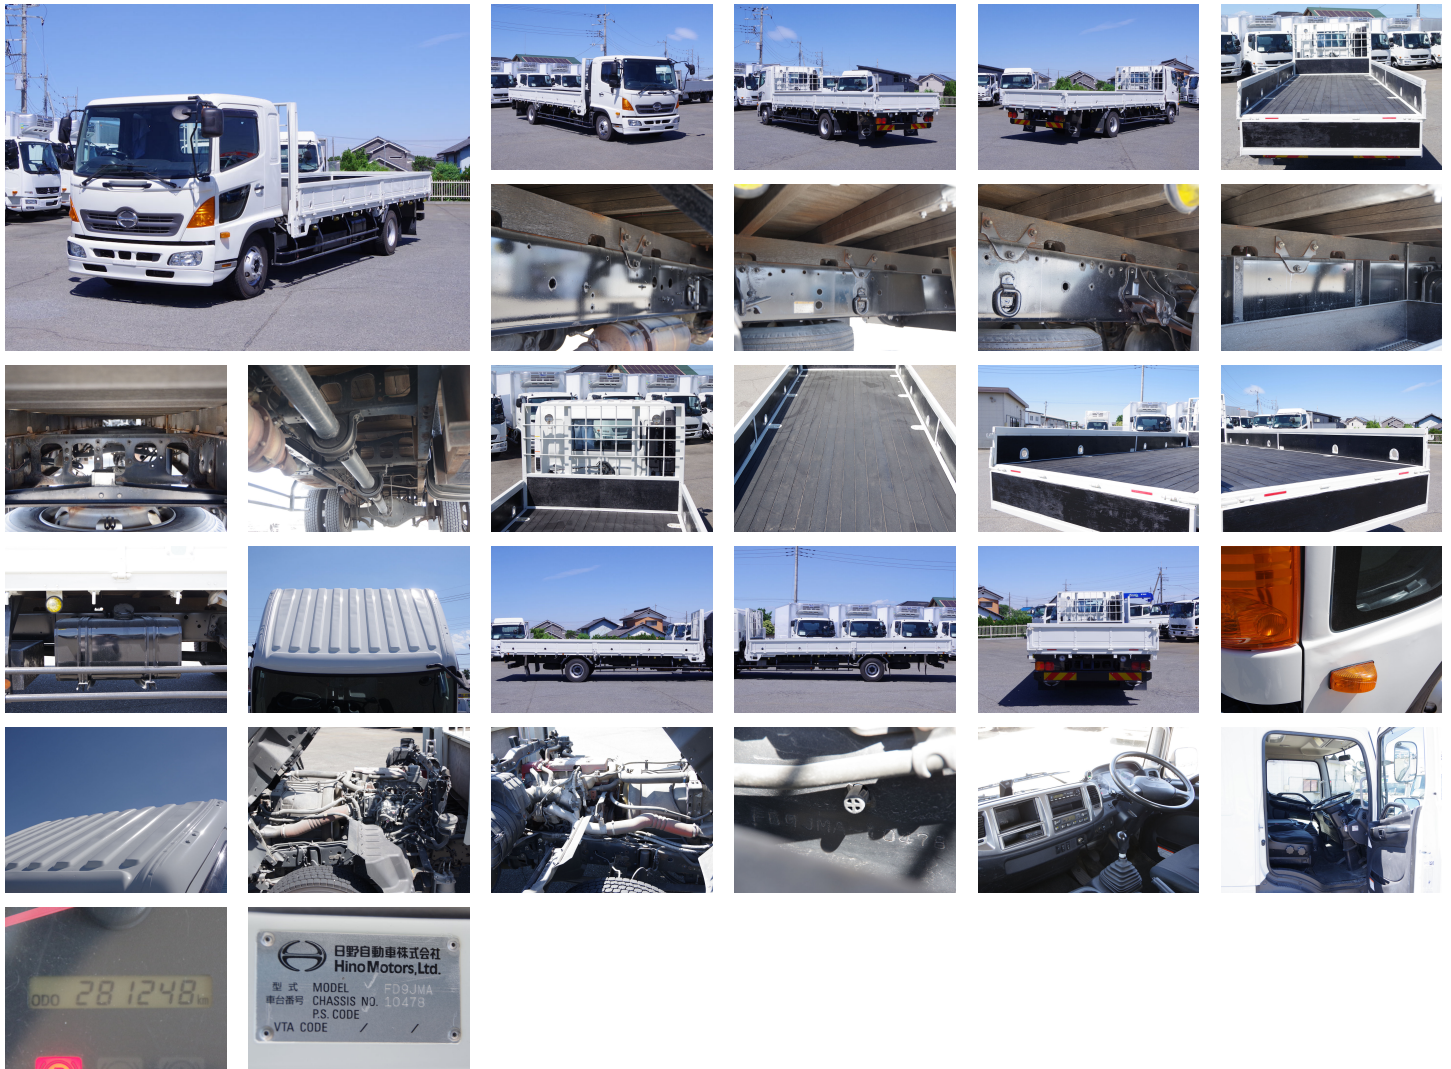 ODO 281248 km
日野自動車株式会社
Hino Motors, Ltd.
型式 MODEL FD9JMA
車台番号 CHASSIS NO. 10478
P.S. CODE
VTA CODE / /